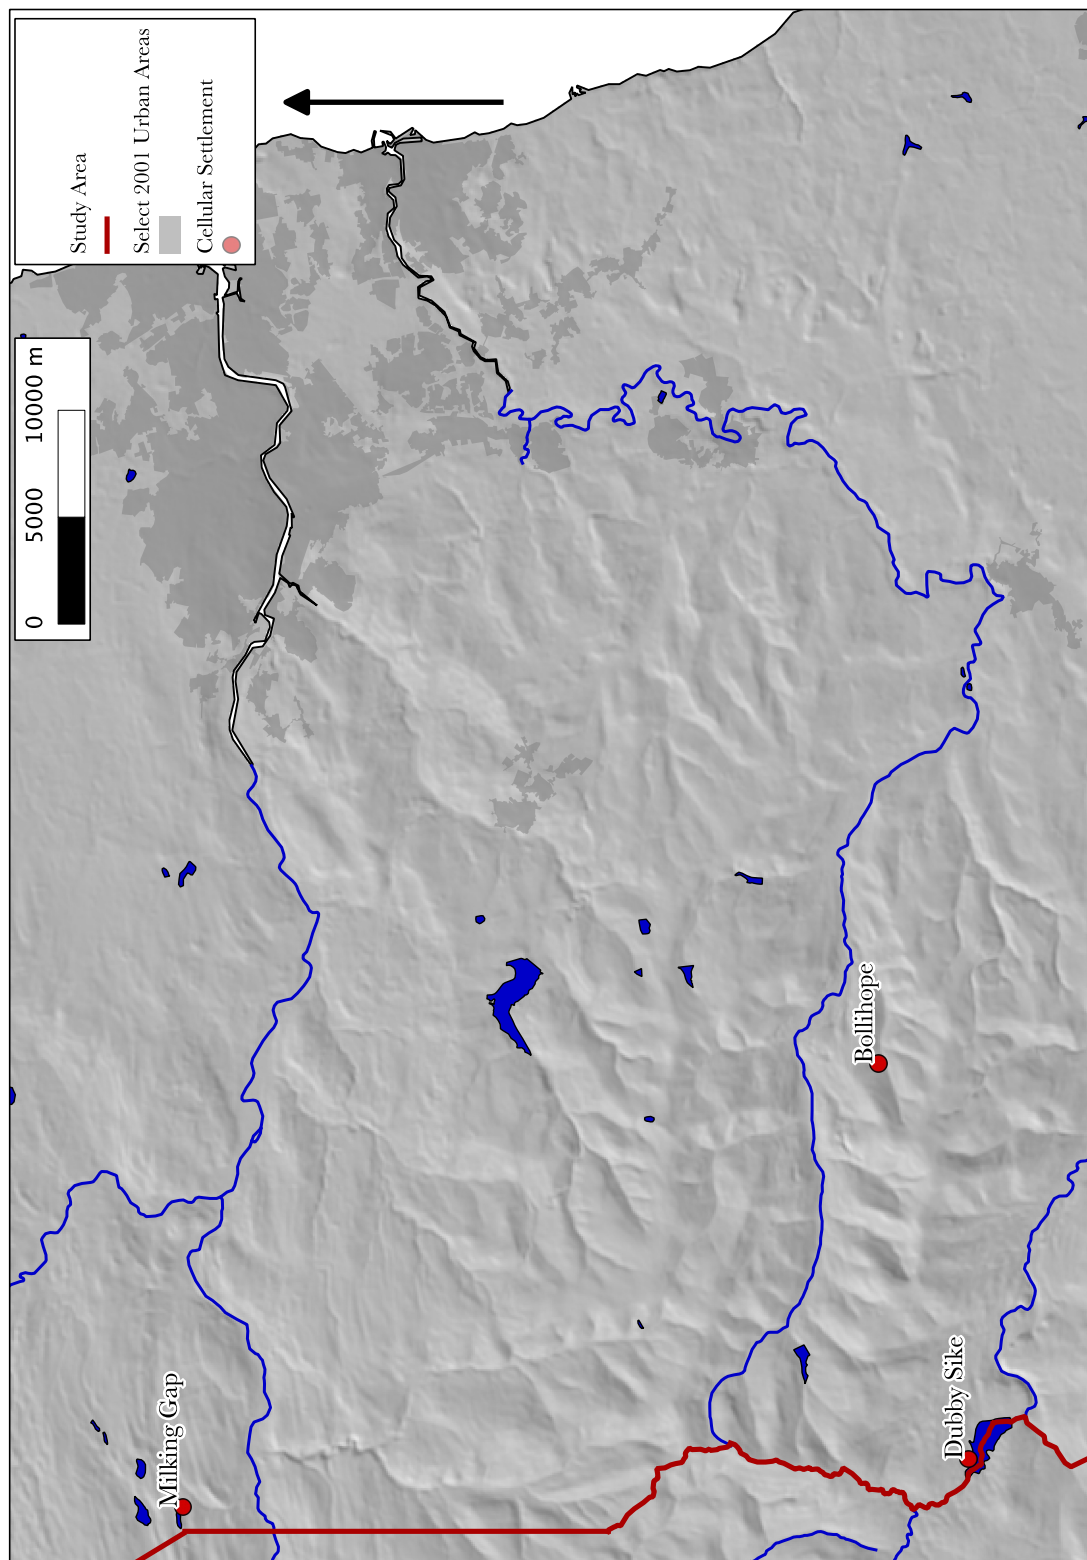 Study Area
Select 2001 Urban Areas
Cellular Settlement
0 5000 10000 m
Milking Gap
Bollihope
Dubby Sike